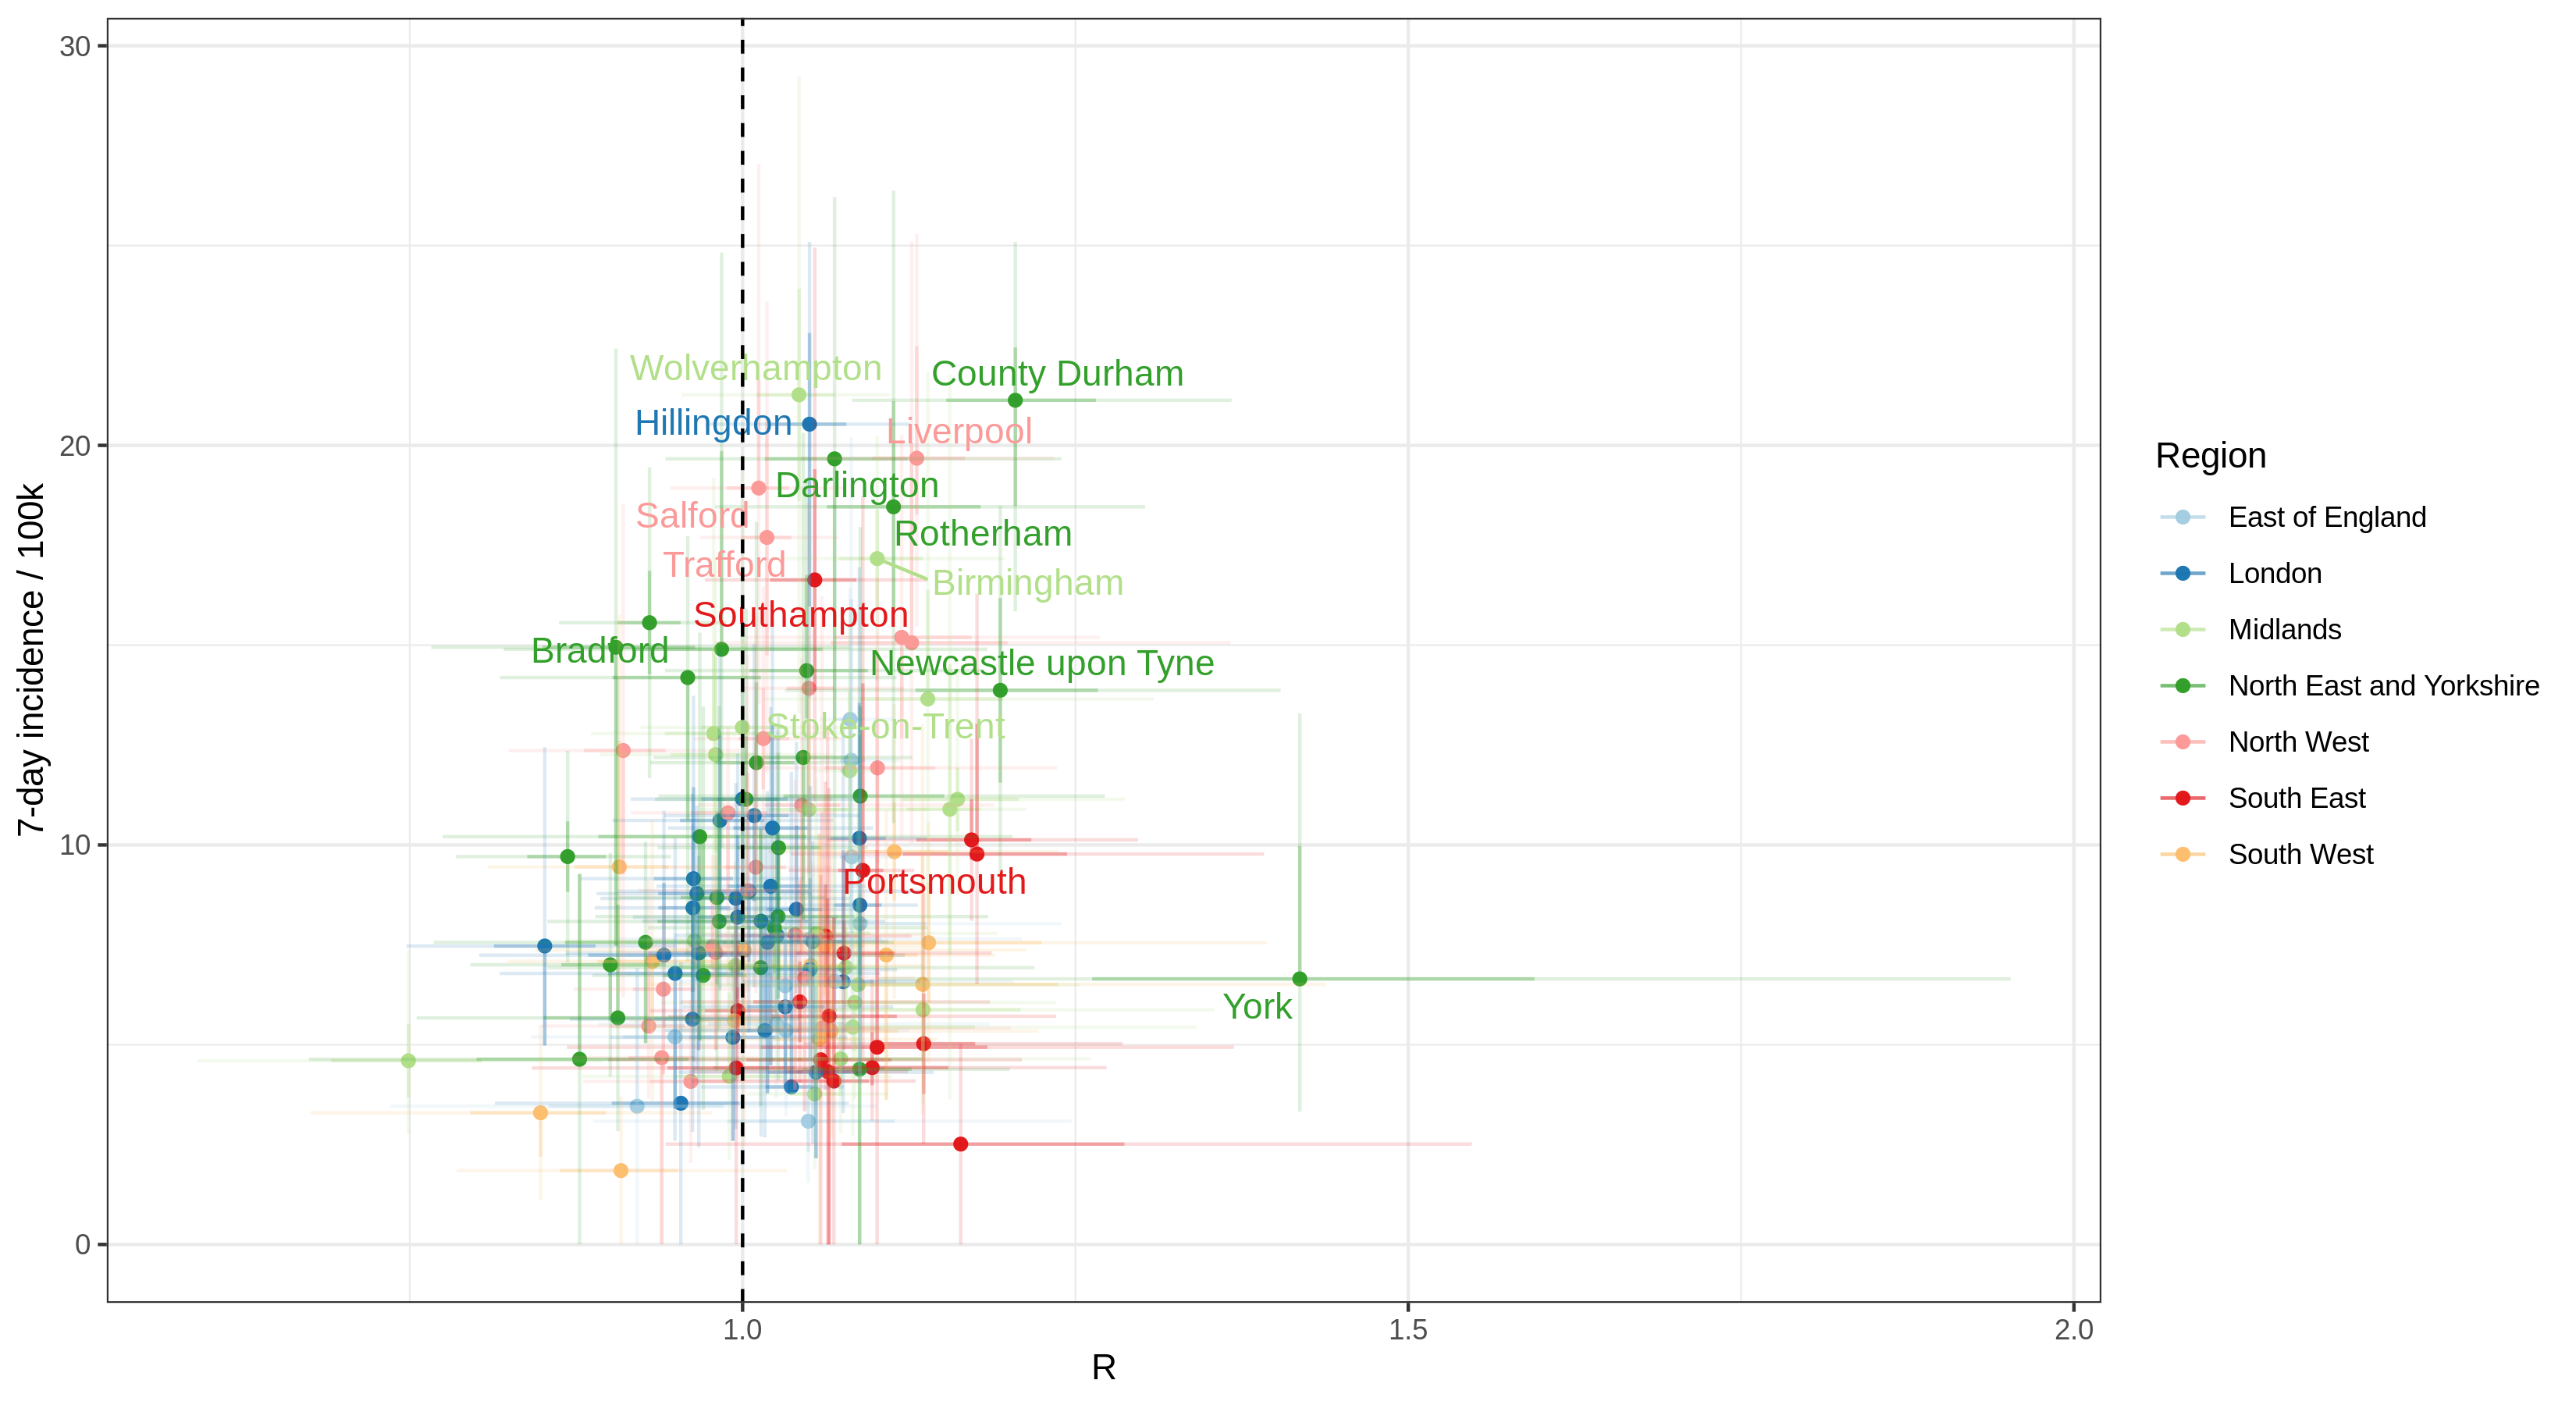 30
20
10
0
7-day incidence / 100k
Wolverhampton
County Durham
Hillingdon
Liverpool
Darlington
Salford
Rotherham
Trafford
Birmingham
Southampton
Bradford
Newcastle upon Tyne
Stoke-on-Trent
Portsmouth
York
1.0
1.5
2.0
R
Region
East of England
London
Midlands
North East and Yorkshire
North West
South East
South West